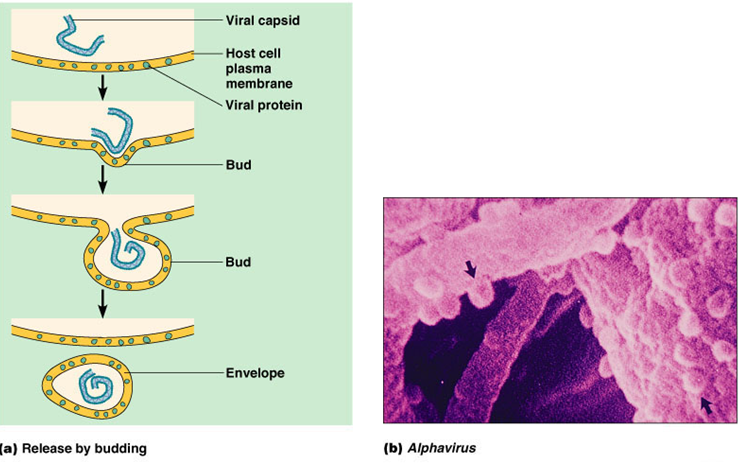 Viral capsid
Host cell
plasma
membrane
Viral protein
Bud
Bud
Envelope
(a) Release by budding
(b) Alphavirus